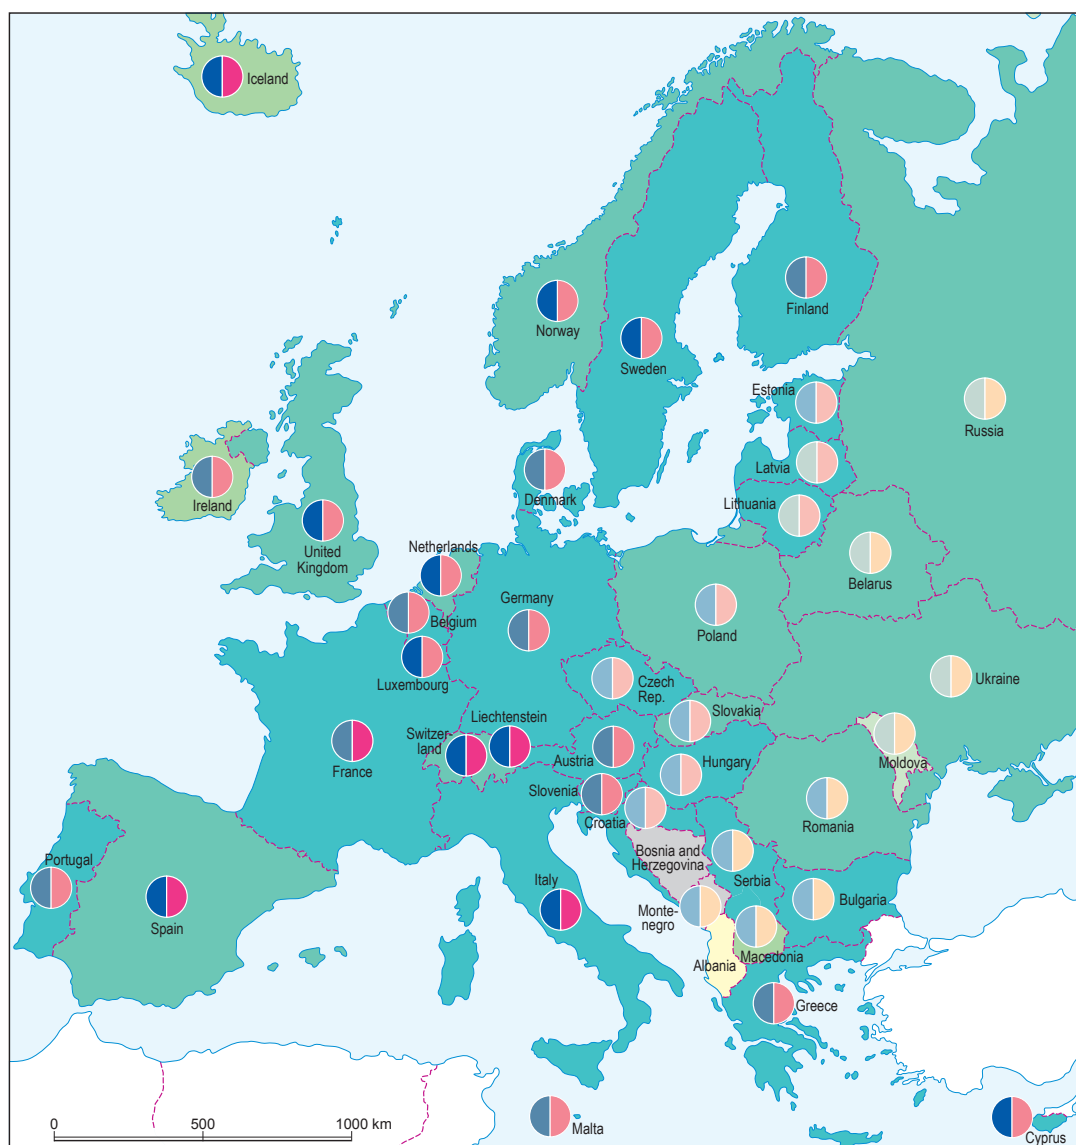 Iceland
Norway
Sweden
Finland
Estonia
Russia
Latvia
Lithuania
Denmark
Ireland
United
Kingdom
Netherlands
Belarus
Germany
Belgium
Poland
Luxembourg
Czech
Rep.
Ukraine
Slovakia
Liechtenstein
Switzer-
land
France
Austria
Hungary
Moldova
Slovenia
Croatia
Romania
Bosnia and
Herzegovina
Portugal
Serbia
Italy
Bulgaria
Spain
Monte-
negro
Macedonia
Albania
Greece
0 500 1000 km
Malta
Cyprus